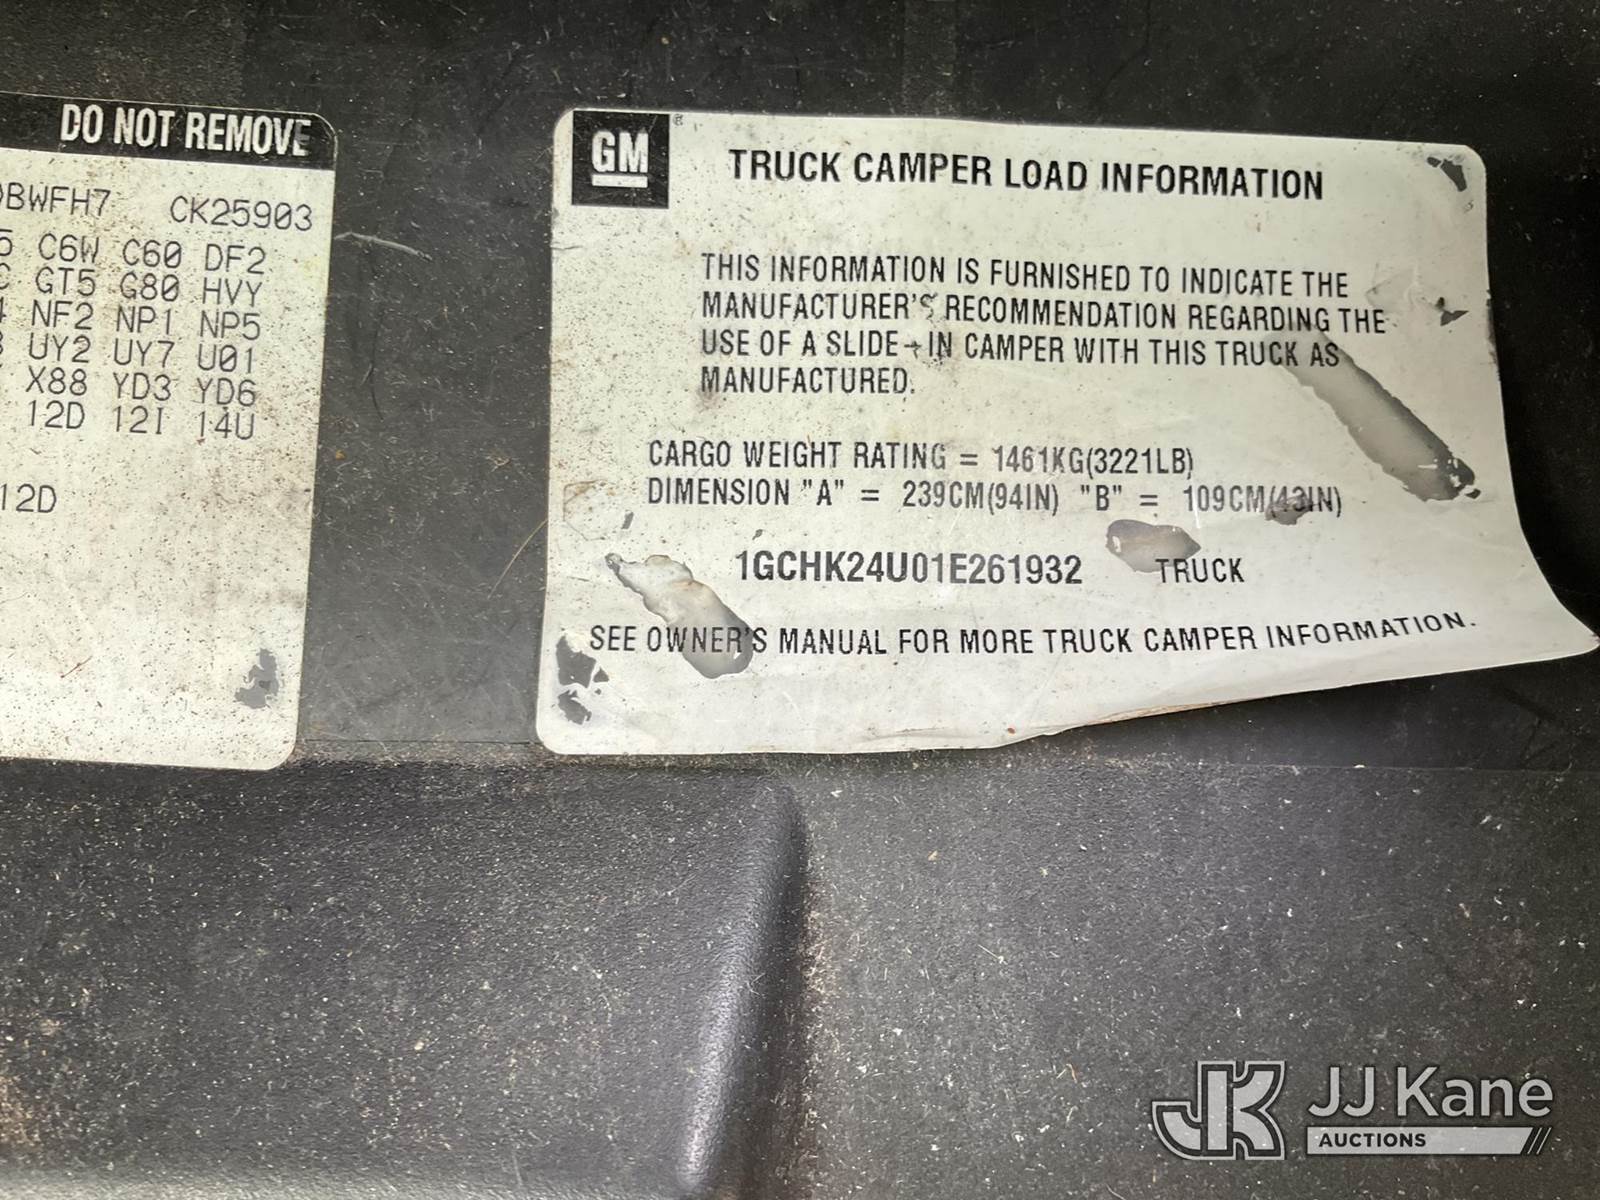 DO NOT REMOVE
BWFH7 CK25903
C6W C60 DF2
GT5 G80 HVY
NF2 NP1 NP5
UY2 UY7 U01
X88 YD3 YD6
12D 12I 14U
12D
GM®
TRUCK CAMPER LOAD INFORMATION
THIS INFORMATION IS FURNISHED TO INDICATE THE
MANUFACTURER'S RECOMMENDATION REGARDING THE
USE OF A SLIDE-IN CAMPER WITH THIS TRUCK AS
MANUFACTURED.
CARGO WEIGHT RATING = 1461KG(3221LB)
DIMENSION "A" = 239CM(94IN) "B" = 109CM(43IN)
1GCHK24U01E261932 TRUCK
SEE OWNER'S MANUAL FOR MORE TRUCK CAMPER INFORMATION.
JK JJ Kane
AUCTIONS